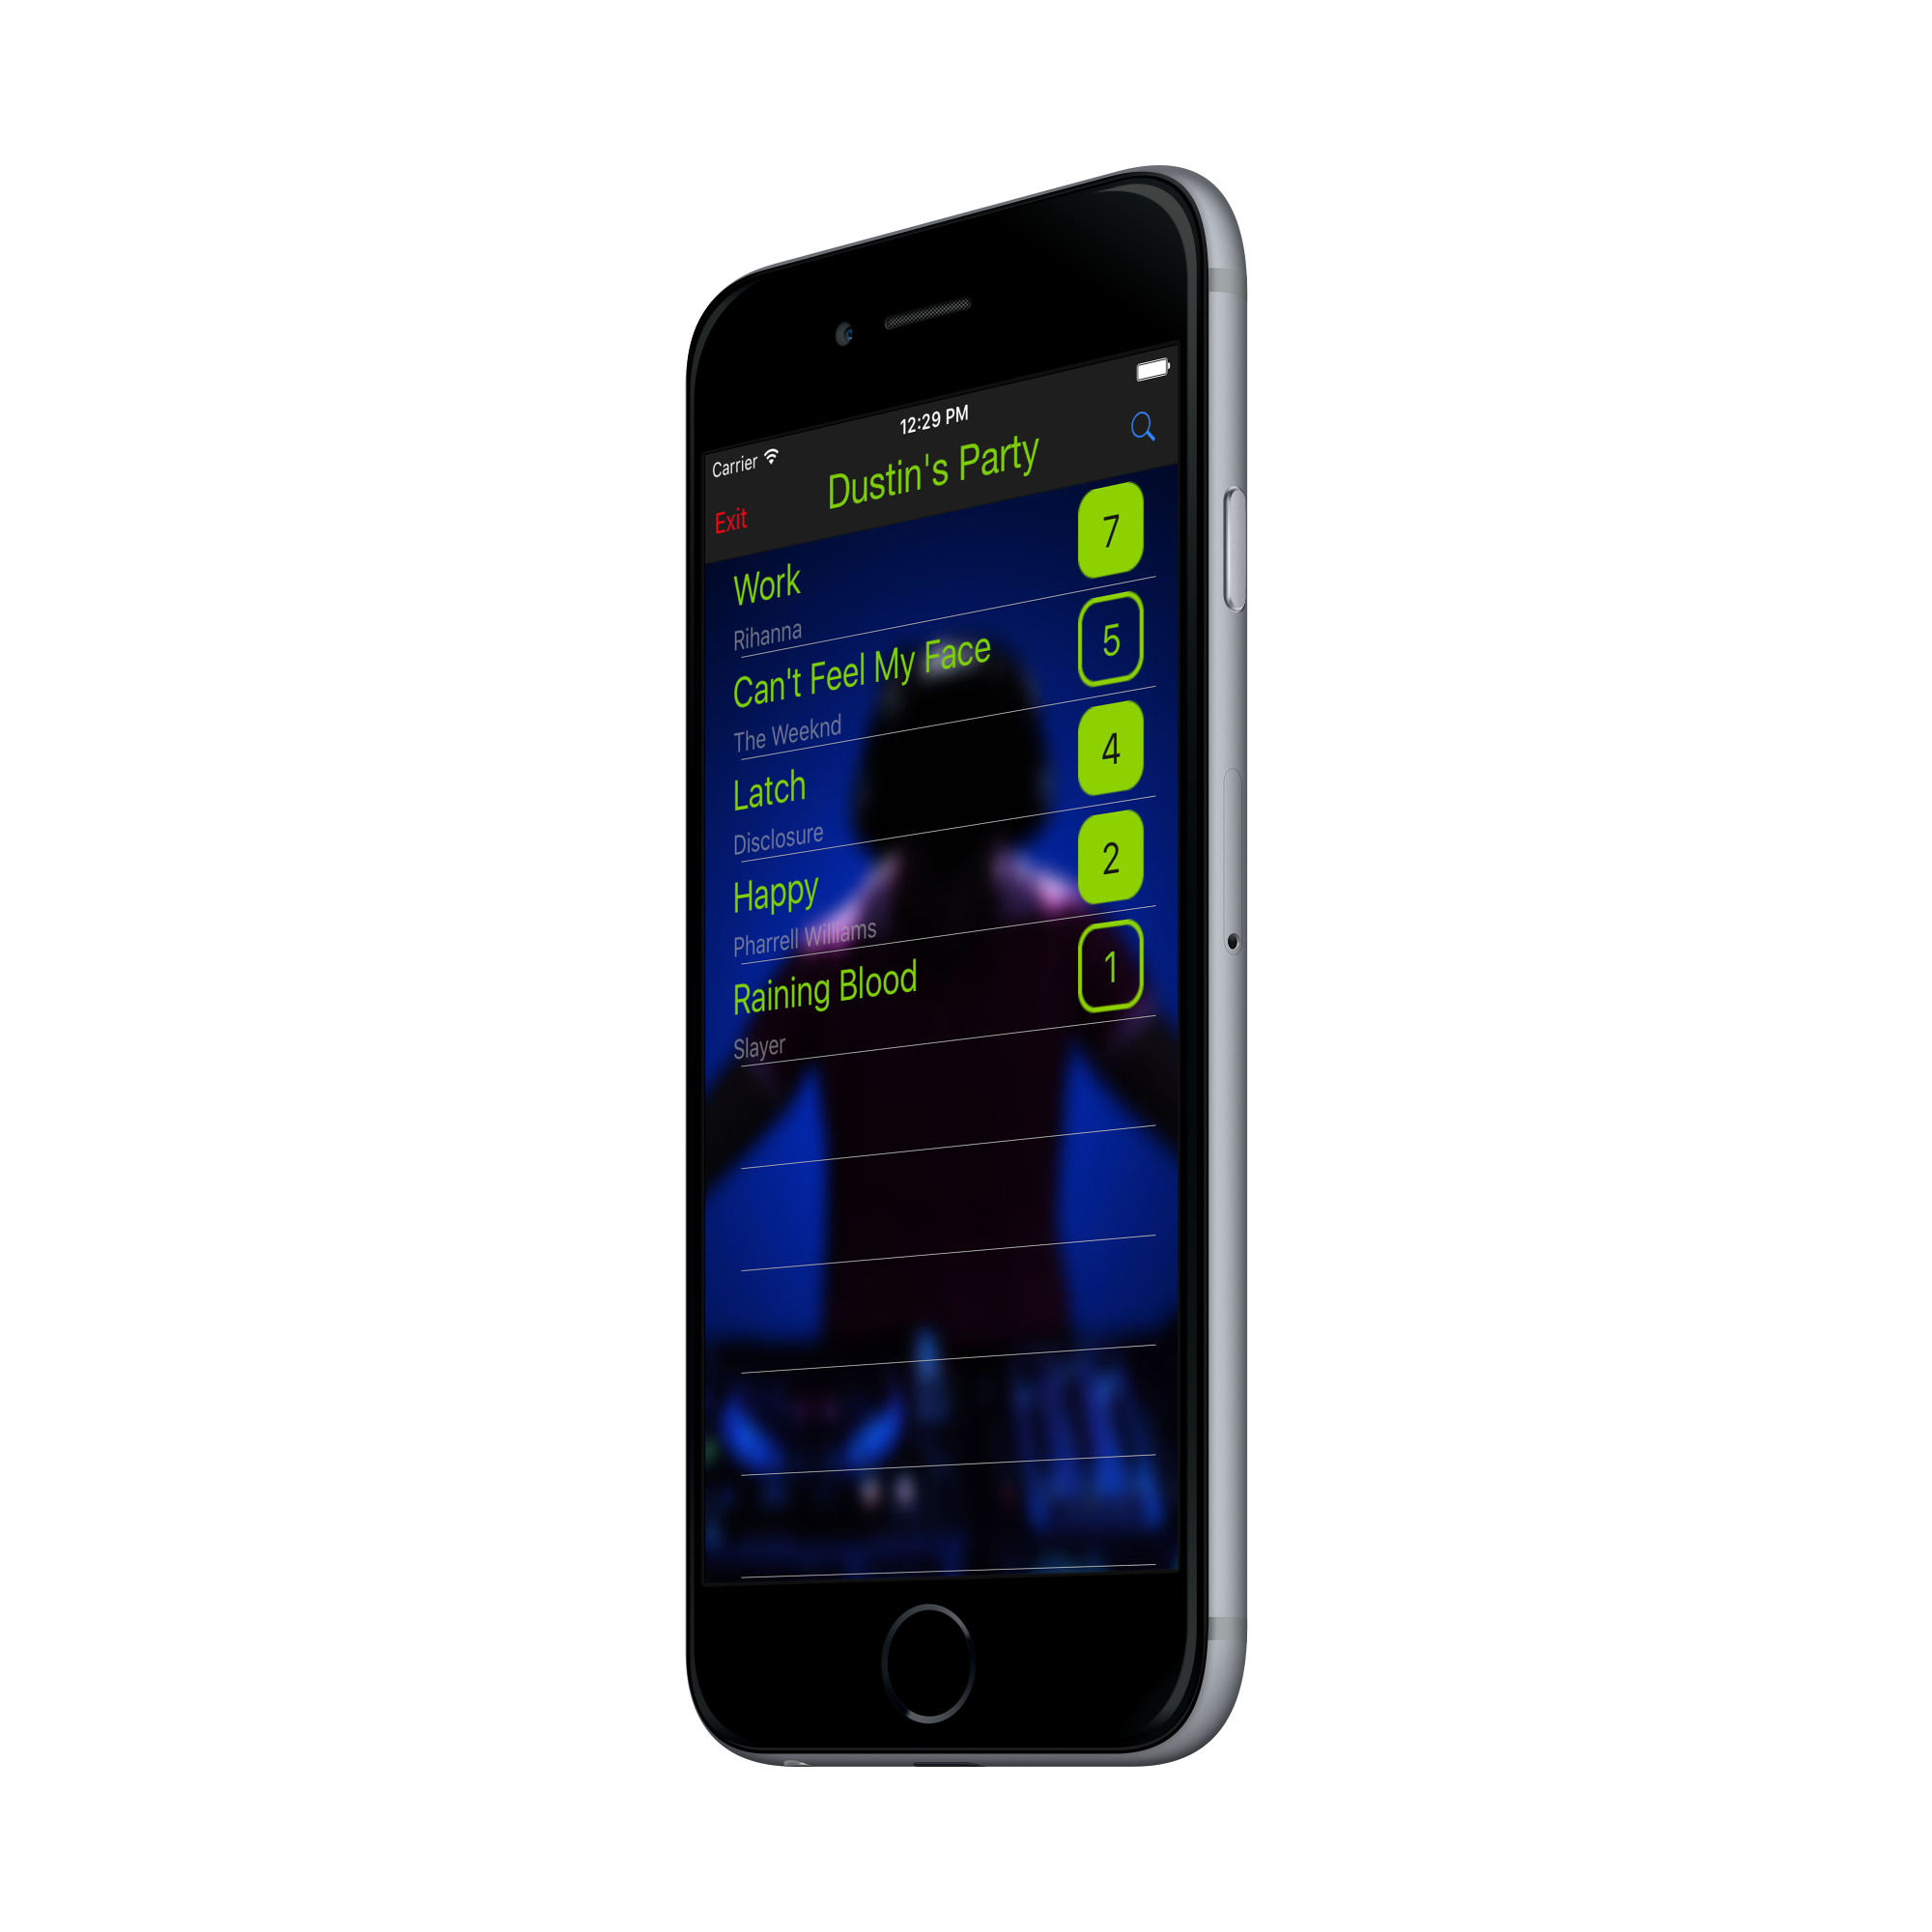 Carrier 12:29 PM
Exit Dustin's Party
Work 7
Rihanna
Can't Feel My Face 5
The Weeknd
Latch 4
Disclosure
Happy 2
Pharrell Williams
Raining Blood 1
Slayer